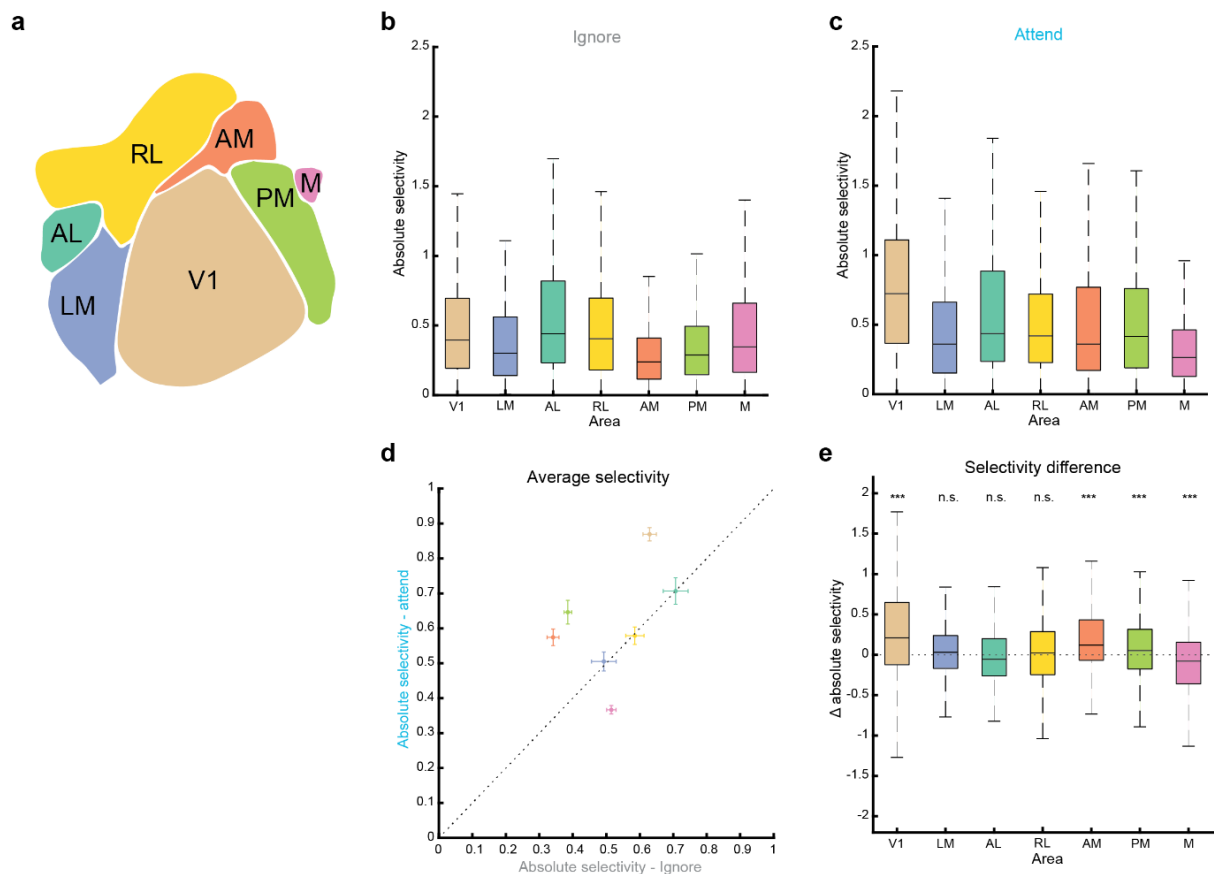 a
RL
AM
PM
M
AL
LM
V1
b
Ignore
Absolute selectivity
2.5
2
1.5
1
0.5
0
V1 LM AL RL AM PM M
Area
c
Attend
Absolute selectivity
2.5
2
1.5
1
0.5
0
V1 LM AL RL AM PM M
Area
d
Average selectivity
Absolute selectivity - attend
1
0.9
0.8
0.7
0.6
0.5
0.4
0.3
0.2
0.1
0
0 0.1 0.2 0.3 0.4 0.5 0.6 0.7 0.8 0.9 1
Absolute selectivity - Ignore
e
Selectivity difference
*** n.s. n.s. n.s. *** *** ***
Δ absolute selectivity
2
1.5
1
0.5
0
-0.5
-1
-1.5
-2
V1 LM AL RL AM PM M
Area